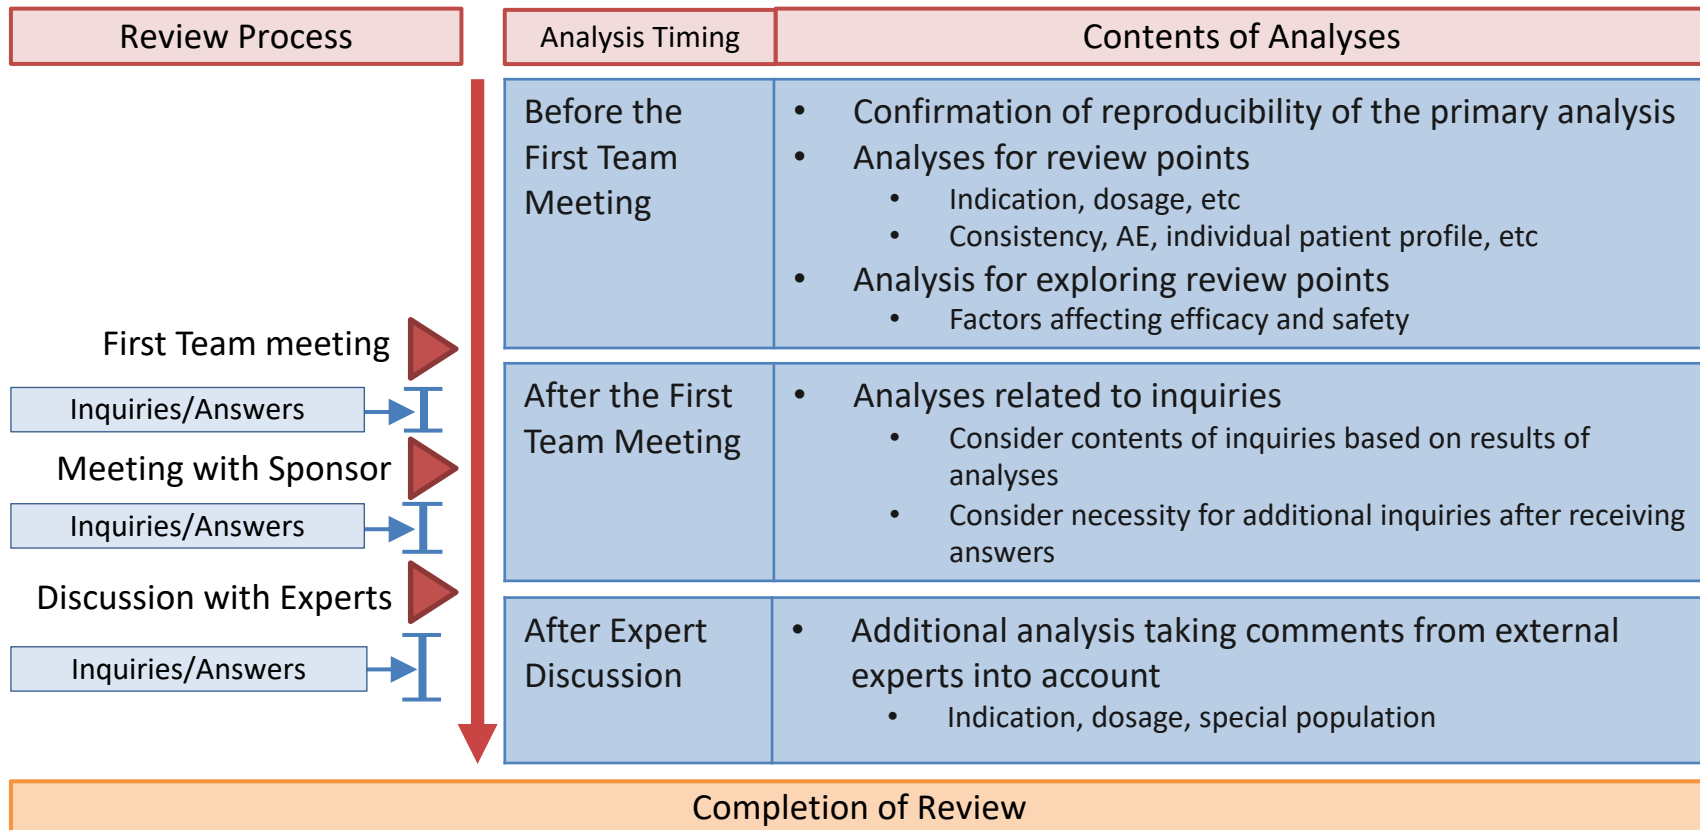 Review Process
Analysis Timing
Contents of Analyses
First Team meeting
Inquiries/Answers
Meeting with Sponsor
Inquiries/Answers
Discussion with Experts
Inquiries/Answers
Before the
First Team
Meeting
• Confirmation of reproducibility of the primary analysis
• Analyses for review points
• Indication, dosage, etc
• Consistency, AE, individual patient profile, etc
• Analysis for exploring review points
• Factors affecting efficacy and safety
After the First
Team Meeting
• Analyses related to inquiries
• Consider contents of inquiries based on results of
analyses
• Consider necessity for additional inquiries after receiving
answers
After Expert
Discussion
• Additional analysis taking comments from external
experts into account
• Indication, dosage, special population
Completion of Review